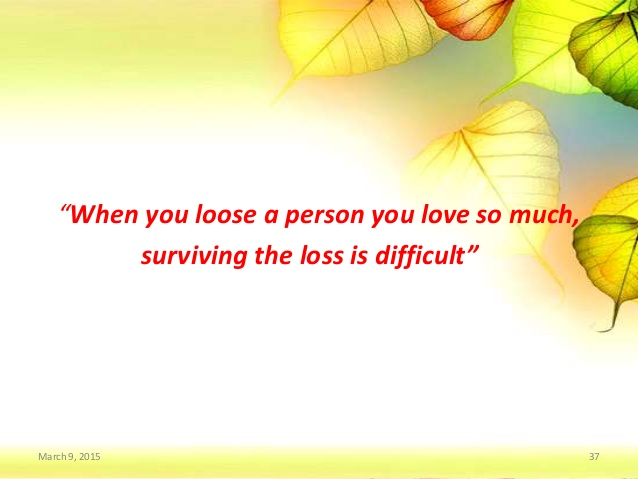 “When you loose a person you love so much,
surviving the loss is difficult”
March 9, 2015
37